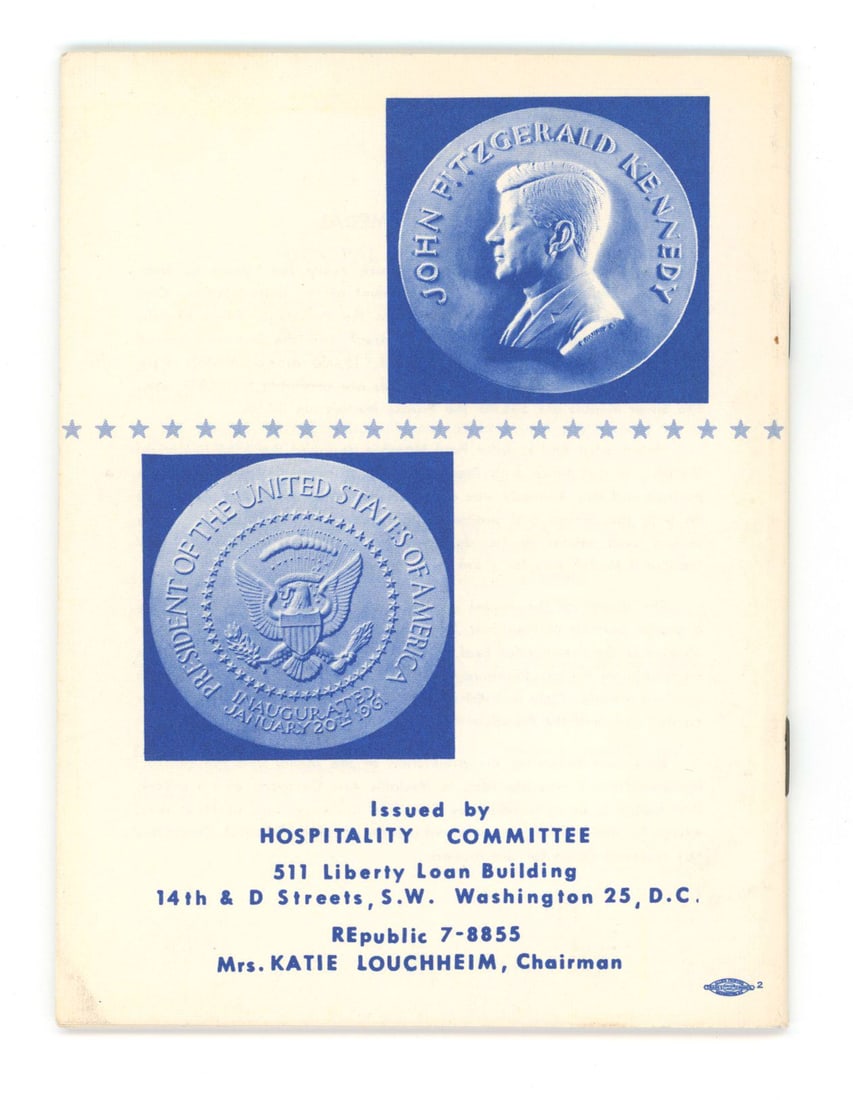 JOHN FITZGERALD KENNEDY
PRESIDENT OF THE UNITED STATES OF AMERICA
INAUGURATED
JANUARY 20TH 1961
Issued by
HOSPITALITY COMMITTEE
511 Liberty Loan Building
14th & D Streets, S.W. Washington 25, D.C.
REpublic 7-8855
Mrs. KATIE LOUCHHEIM, Chairman
2